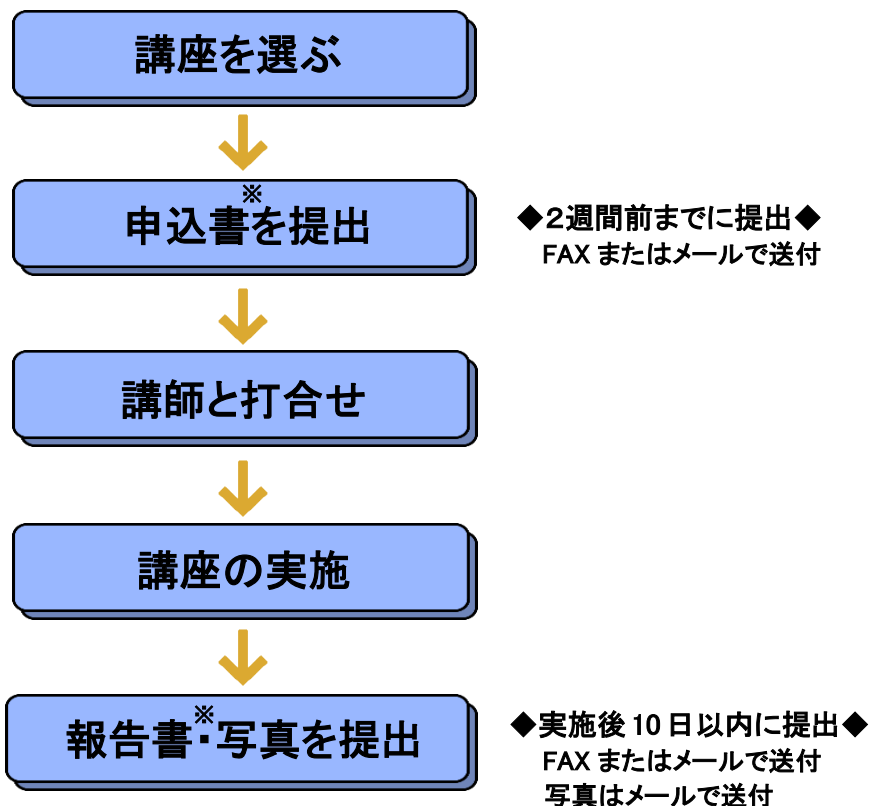 講座を選ぶ
申込書※を提出
◆2週間前までに提出◆
FAX またはメールで送付
講師と打合せ
講座の実施
報告書※・写真を提出
◆実施後 10 日以内に提出◆
FAX またはメールで送付
写真はメールで送付